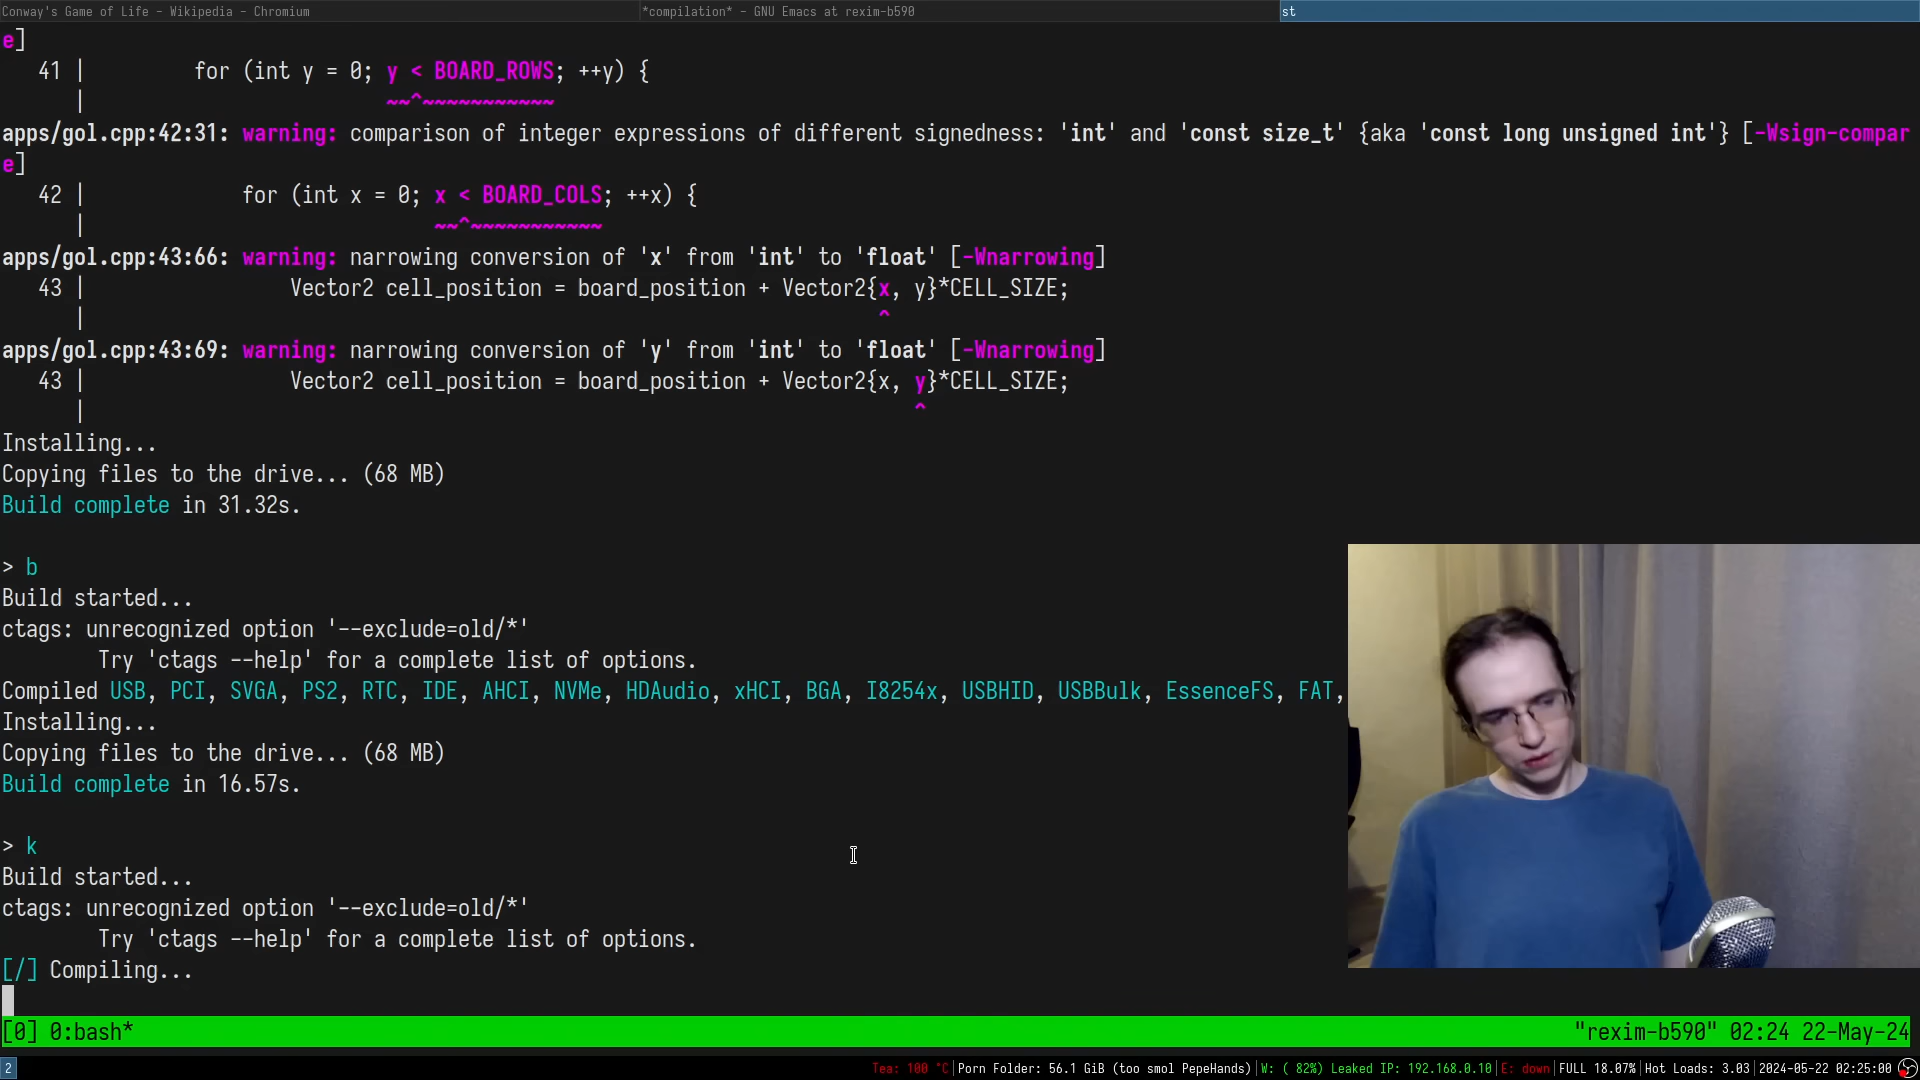 Conway's Game of Life - Wikipedia - Chromium
*compilation* - GNU Emacs at rexim-b590
st
e]
41 | for (int y = 0; y < BOARD_ROWS; ++y) {
| ~~^~~~~~~~~~~~
apps/gol.cpp:42:31: warning: comparison of integer expressions of different signedness: 'int' and 'const size_t' {aka 'const long unsigned int'} [-Wsign-compar
e]
42 | for (int x = 0; x < BOARD_COLS; ++x) {
| ~~^~~~~~~~~~~~
apps/gol.cpp:43:66: warning: narrowing conversion of 'x' from 'int' to 'float' [-Wnarrowing]
43 | Vector2 cell_position = board_position + Vector2{x, y}*CELL_SIZE;
| ^
apps/gol.cpp:43:69: warning: narrowing conversion of 'y' from 'int' to 'float' [-Wnarrowing]
43 | Vector2 cell_position = board_position + Vector2{x, y}*CELL_SIZE;
| ^
Installing...
Copying files to the drive... (68 MB)
Build complete in 31.32s.
> b
Build started...
ctags: unrecognized option '--exclude=old/*'
Try 'ctags --help' for a complete list of options.
Compiled USB, PCI, SVGA, PS2, RTC, IDE, AHCI, NVMe, HDAudio, xHCI, BGA, I8254x, USBHID, USBBulk, EssenceFS, FAT,
Installing...
Copying files to the drive... (68 MB)
Build complete in 16.57s.
> k
Build started...
ctags: unrecognized option '--exclude=old/*'
Try 'ctags --help' for a complete list of options.
[/] Compiling...
[0] 0:bash*
"rexim-b590" 02:24 22-May-24
2
Tea: 100 °C|Porn Folder: 56.1 GiB (too smol PepeHands)|W: ( 82%) Leaked IP: 192.168.0.10|E: down|FULL 18.07%|Hot Loads: 3.03|2024-05-22 02:25:00